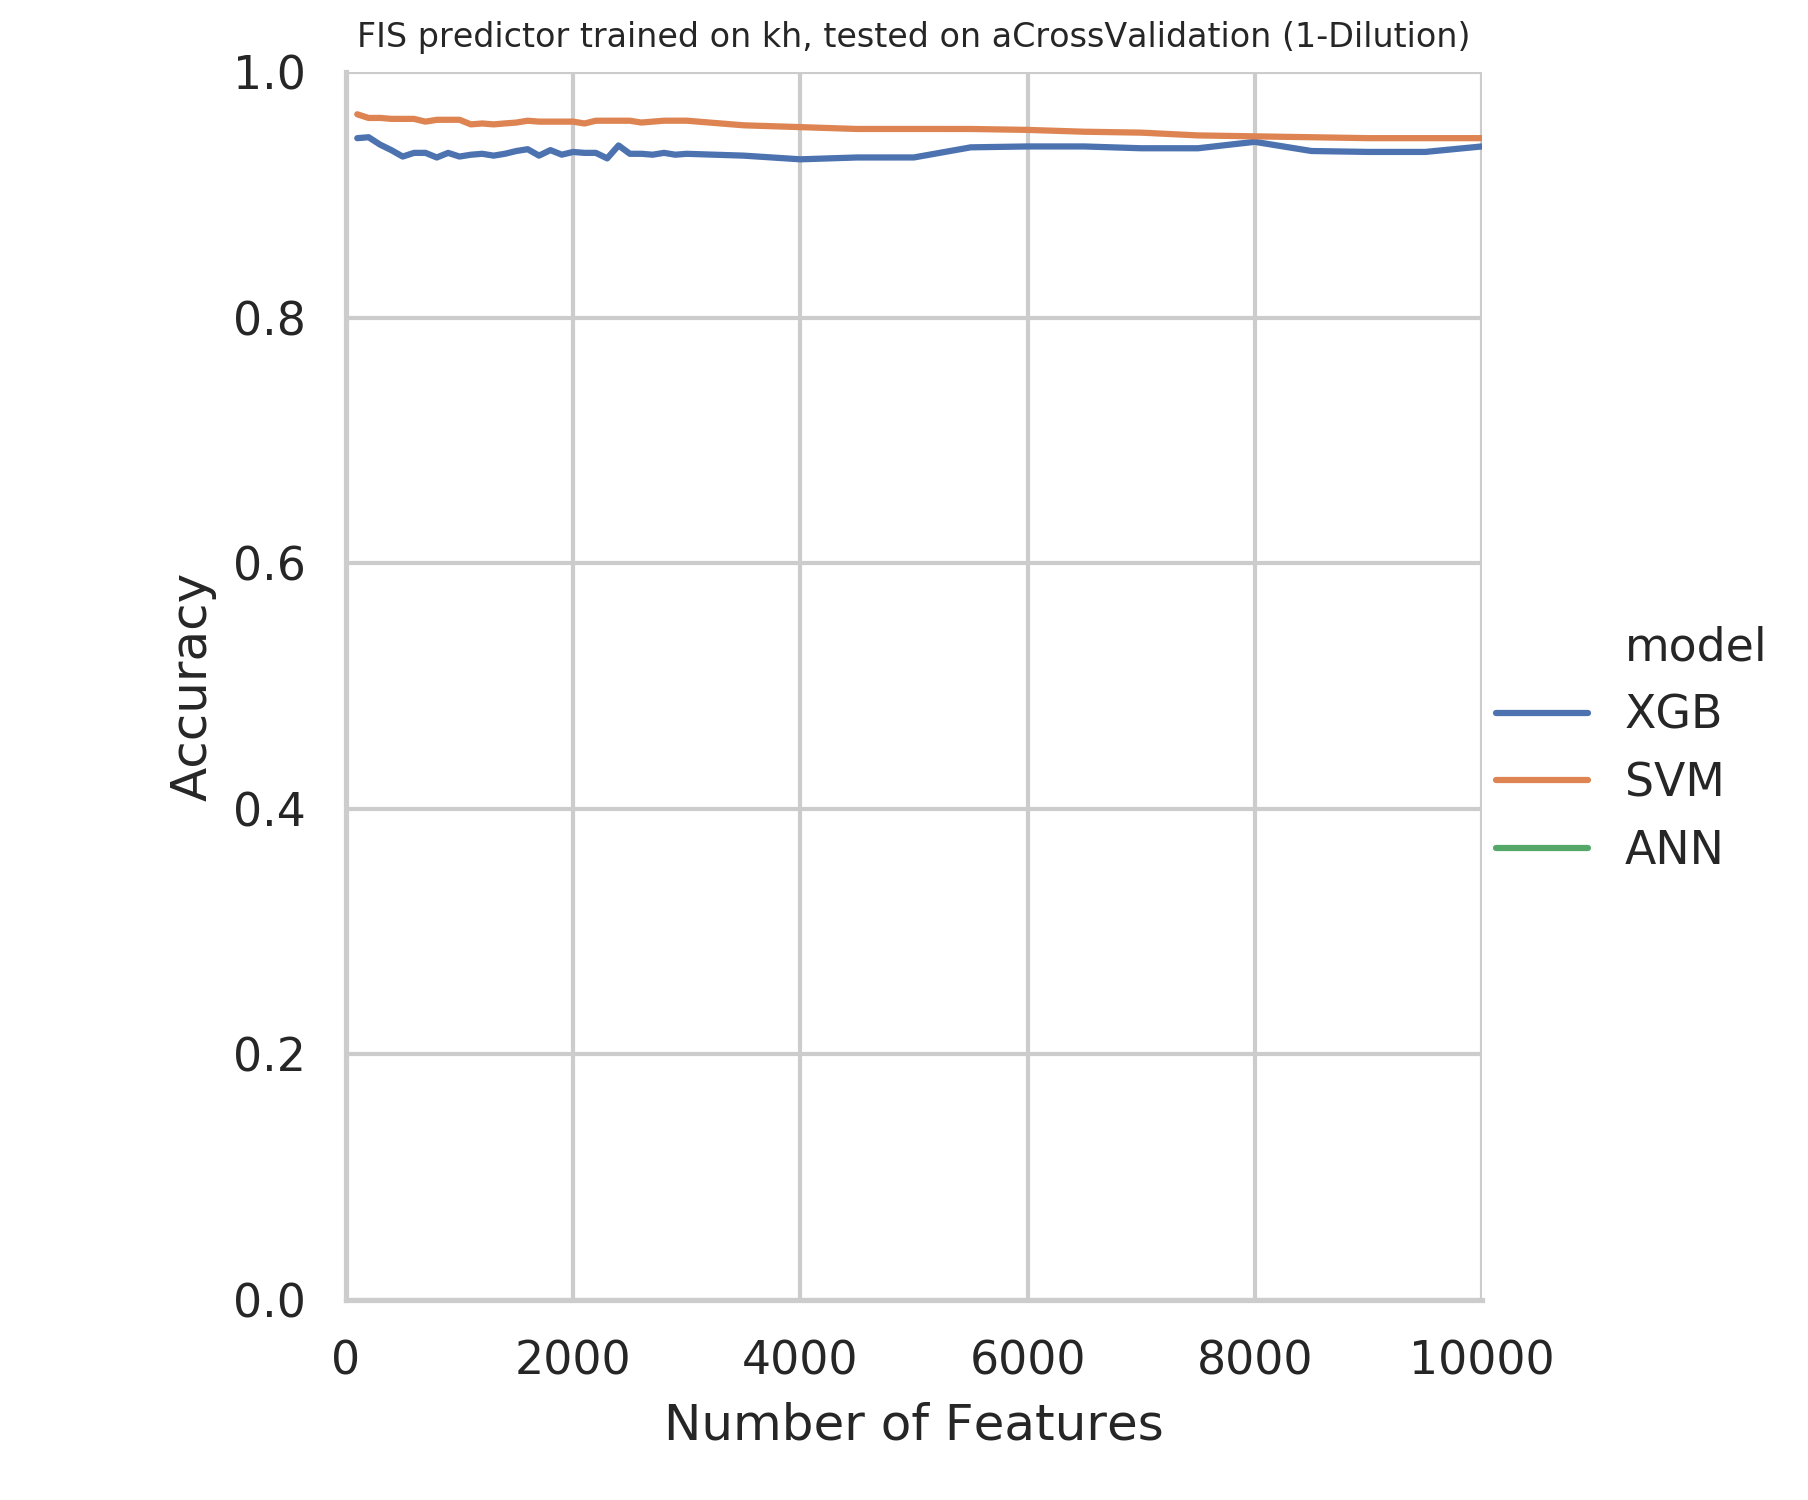 FIS predictor trained on kh, tested on aCrossValidation (1-Dilution)
1.0
0.8
0.6
0.4
0.2
0.0
Accuracy
0 2000 4000 6000 8000 10000
Number of Features
model
XGB
SVM
ANN